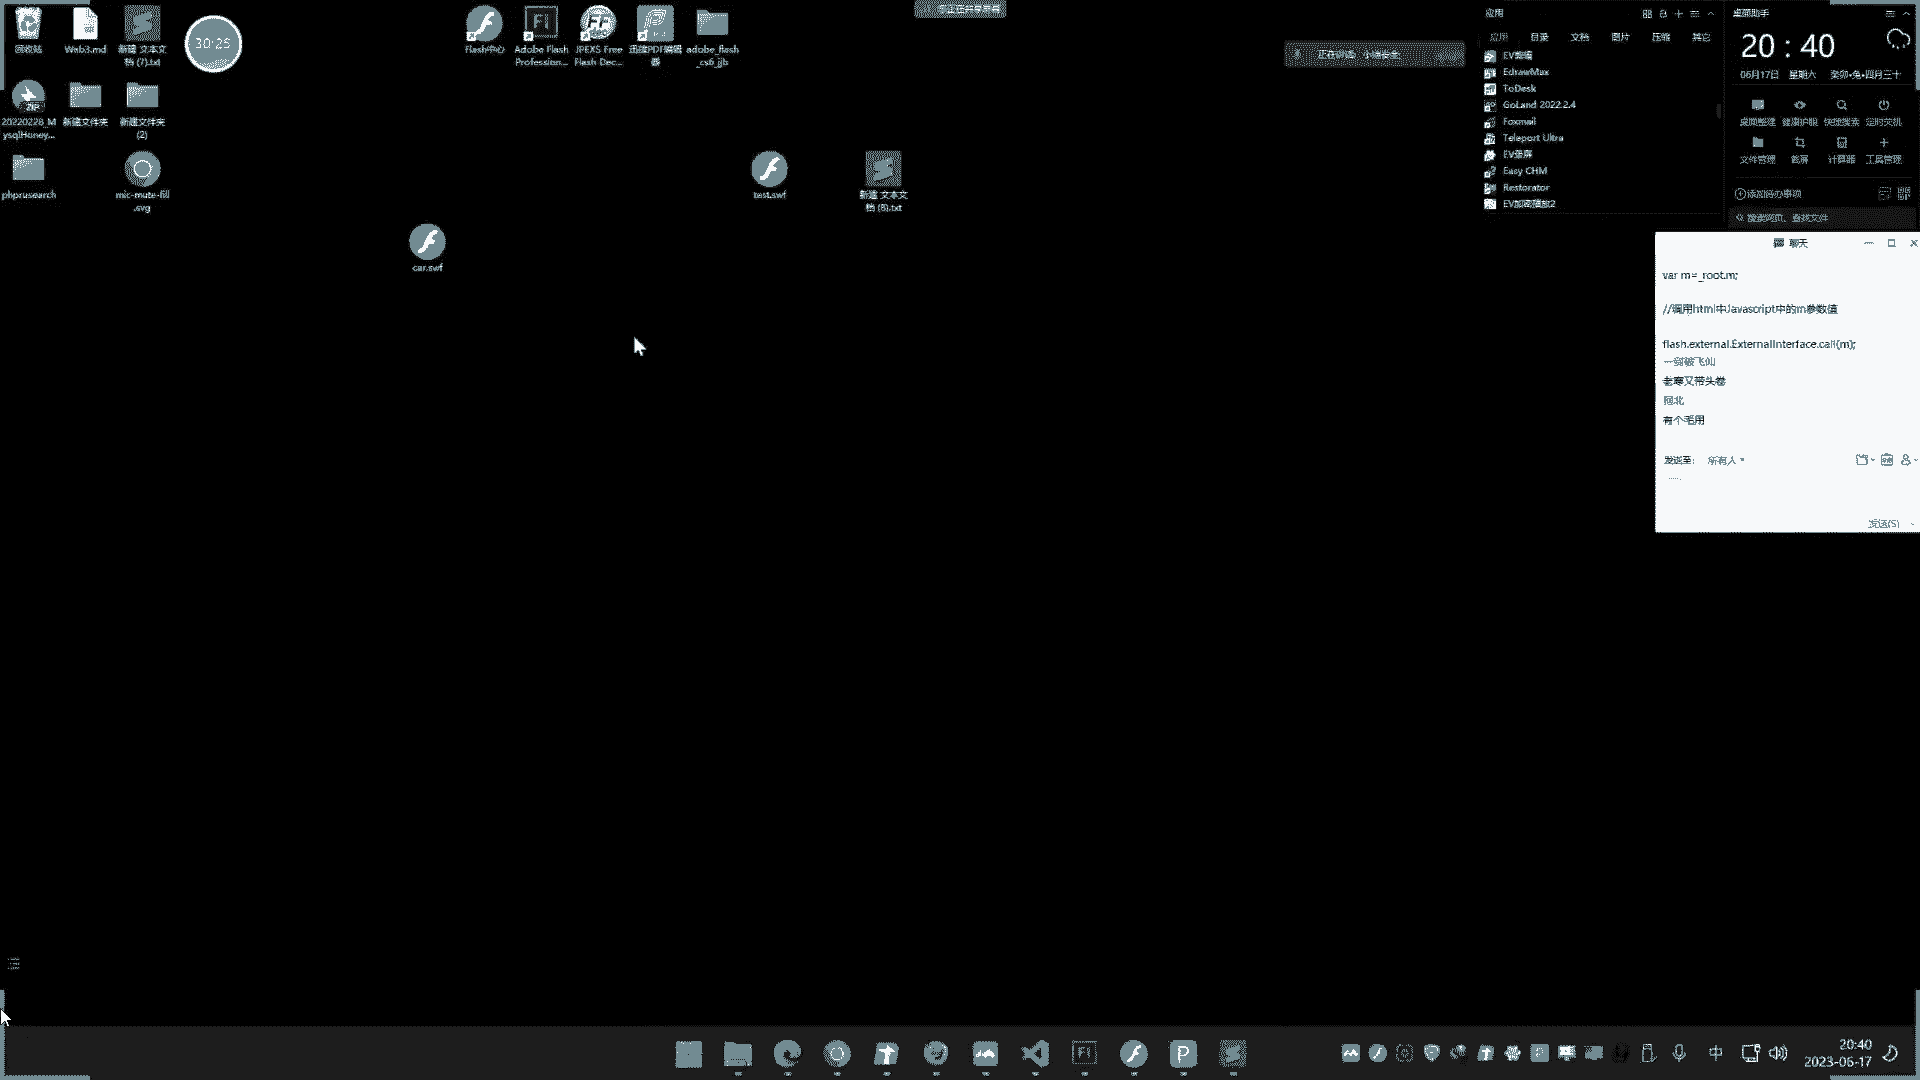 回收站
Web3.md
新建 文本文
档 (7).txt
30:25
Flash中心
Adobe Flash
Profession...
JPEXS Free
Flash Dec...
迅捷PDF编辑
器
adobe_flash
_cs6_jjb
20220228_M
ysqlHoney...
新建文件夹
新建文件夹
(2)
phprusearch
mic-mute-fill
.svg
test.swf
新建 文本文
档 (8).txt
car.swf
您正在共享屏幕
应用
应用 目录 文档 图片 压缩 其它
EV剪辑
EdrawMax
ToDesk
GoLand 2022.2.4
Foxmail
Teleport Ultra
EV录屏
Easy CHM
Restorator
EV加密播放2
桌面助手
20 : 40
06月17日 星期六 癸卯•兔•四月三十
桌面整理 健康护眼 快捷搜索 定时关机
文件管理 截屏 计算器 工具管理
添加待办事项
搜索网页、查找文件
聊天
var m=_root.m;
//调用html中Javascript中的m参数值
flash.external.ExternalInterface.call(m);
老寒又带头卷
阿北
有个毛用
发送至: 所有人
发送(S)
中
20:40
2023-06-17